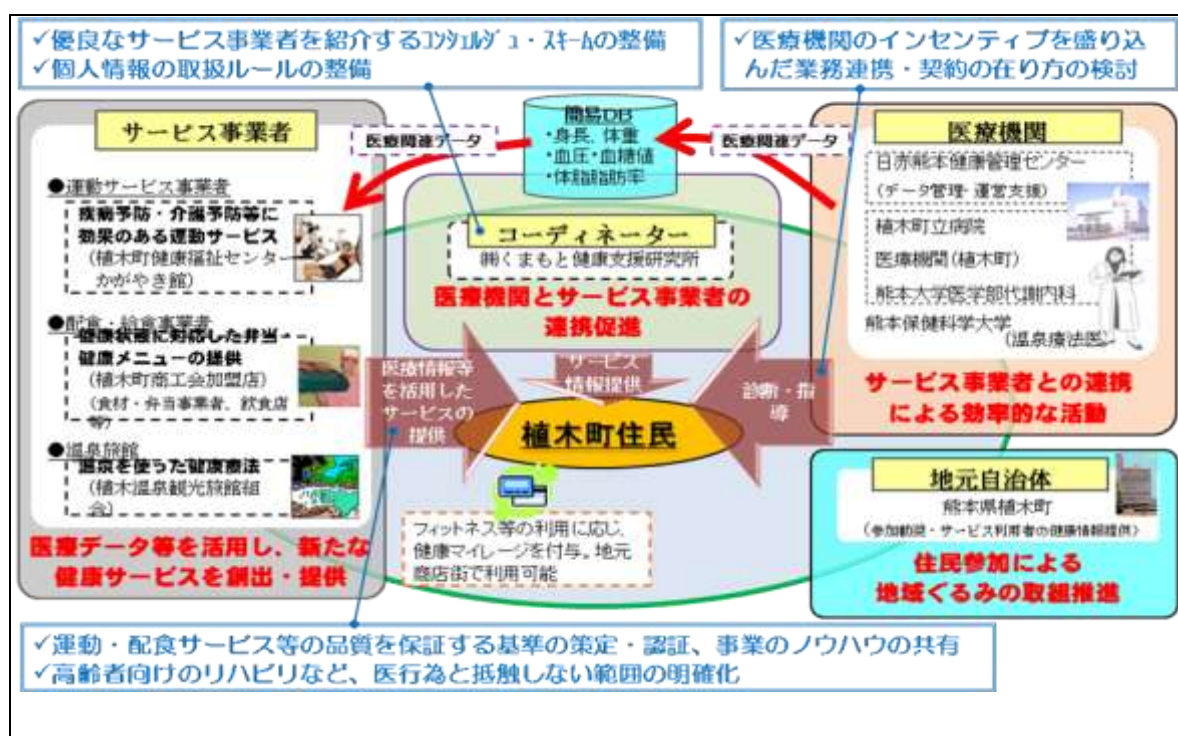 ✓優良なサービス事業者を紹介するｺﾝｼｪﾙｼﾞｭ・ｽｷｰﾑの整備
✓個人情報の取扱ルールの整備
✓医療機関のインセンティブを盛り込
んだ業務連携・契約の在り方の検討
サービス事業者
●運動サービス事業者
疾病予防・介護予防等に
効果のある運動サービス
(植木町健康福祉センター
かがやき館)
●配食・給食事業者
健康状態に対応した弁当・
健康メニューの提供
(植木町商工会加盟店)
(食材・弁当事業者、飲食店
等)
●温泉旅館
温泉を使った健康療法
(植木温泉観光旅館組
合)
医療データ等を活用し、新たな
健康サービスを創出・提供
医療関連データ
簡易DB
・身長、体重
・血圧・血糖値
・体脂脂肪率
医療関連データ
コーディネーター
㈱くまもと健康支援研究所
医療機関とサービス事業者の
連携促進
医療情報等
を活用した
サービスの
提供
サービス
情報提供
診断・指
導
植木町住民
フィットネス等の利用に応じ、
健康マイレージを付与。地元
商店街で利用可能
医療機関
日赤熊本健康管理センター
(データ管理・運営支援)
植木町立病院
医療機関(植木町)
熊本大学医学部代謝内科
熊本保健科学大学
(温泉療法医)
サービス事業者との連携
による効率的な活動
地元自治体
熊本県植木町
(参加勧奨・サービス利用者の健康情報提供)
住民参加による
地域ぐるみの取組推進
✓運動・配食サービス等の品質を保証する基準の策定・認証、事業のノウハウの共有
✓高齢者向けのリハビリなど、医行為と抵触しない範囲の明確化